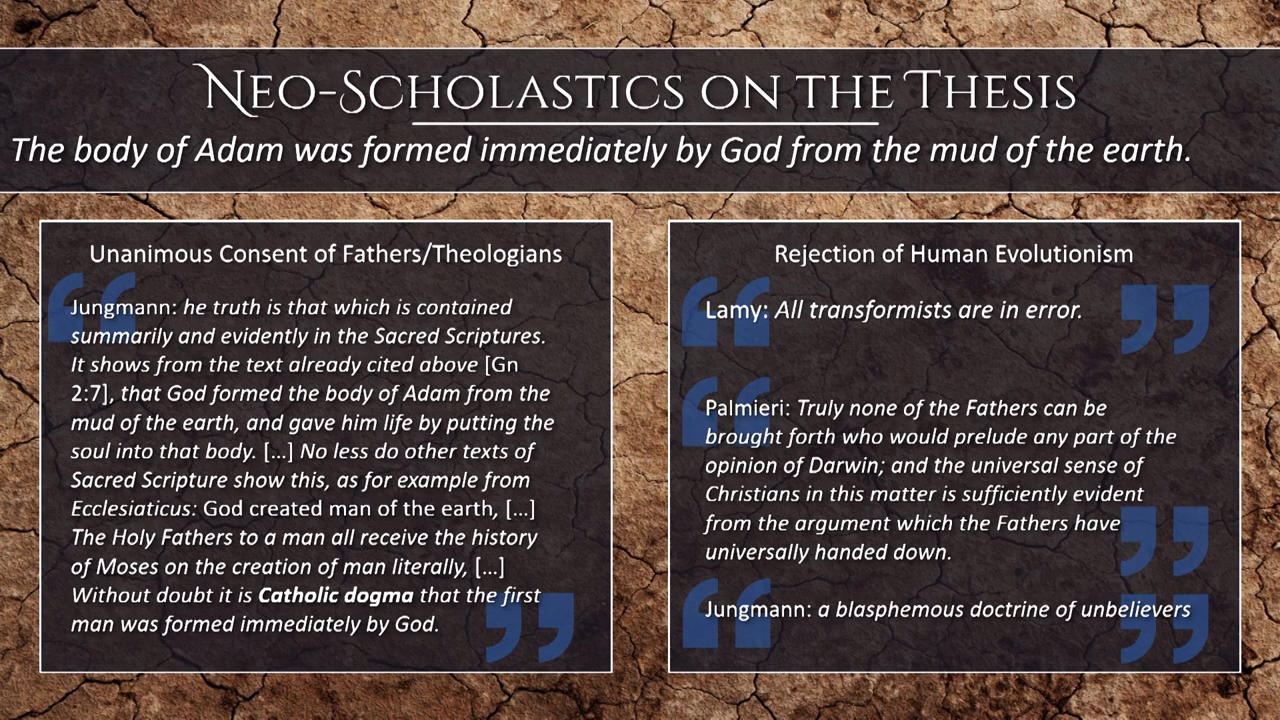 Neo-Scholastics on the Thesis
The body of Adam was formed immediately by God from the mud of the earth.
Unanimous Consent of Fathers/Theologians
Jungmann: he truth is that which is contained
summarily and evidently in the Sacred Scriptures.
It shows from the text already cited above [Gn
2:7], that God formed the body of Adam from the
mud of the earth, and gave him life by putting the
soul into that body. […] No less do other texts of
Sacred Scripture show this, as for example from
Ecclesiaticus: God created man of the earth, […]
The Holy Fathers to a man all receive the history
of Moses on the creation of man literally, […]
Without doubt it is Catholic dogma that the first
man was formed immediately by God.
Rejection of Human Evolutionism
Lamy: All transformists are in error.
Palmieri: Truly none of the Fathers can be
brought forth who would prelude any part of the
opinion of Darwin; and the universal sense of
Christians in this matter is sufficiently evident
from the argument which the Fathers have
universally handed down.
Jungmann: a blasphemous doctrine of unbelievers